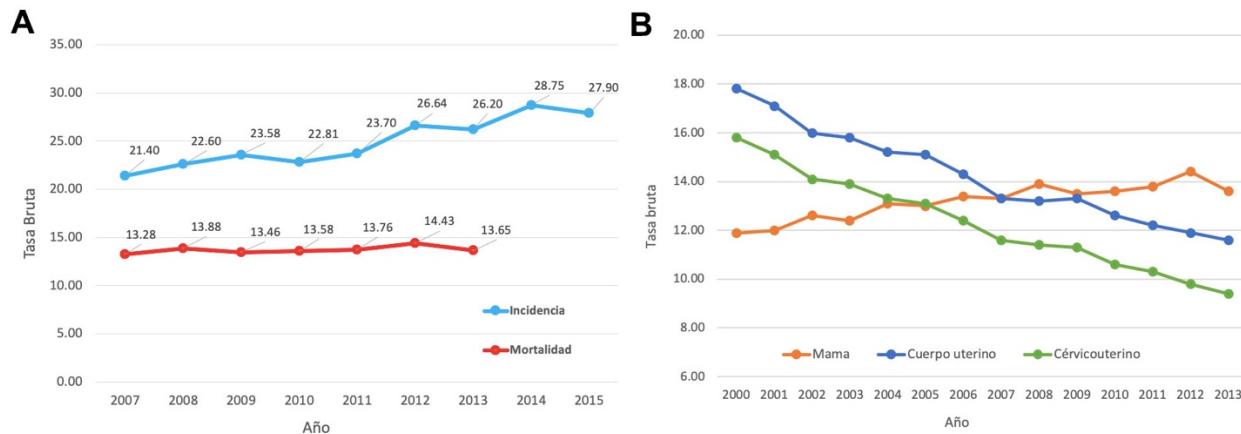 A
35.00
30.00
25.00
20.00
15.00
10.00
5.00
0.00
Tasa Bruta
21.40
22.60
23.58
22.81
23.70
26.64
26.20
28.75
27.90
13.28
13.88
13.46
13.58
13.76
14.43
13.65
Incidencia
Mortalidad
2007 2008 2009 2010 2011 2012 2013 2014 2015
Año
B
20.00
18.00
16.00
14.00
12.00
10.00
8.00
6.00
Tasa bruta
Mama Cuerpo uterino Cérvicouterino
2000 2001 2002 2003 2004 2005 2006 2007 2008 2009 2010 2011 2012 2013
Año